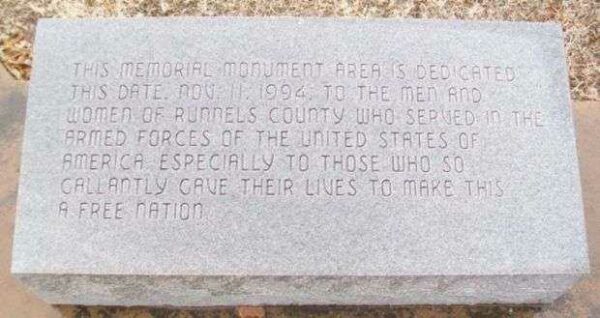 THIS MEMORIAL MONUMENT AREA IS DEDICATED
THIS DATE, NOV. 11, 1994, TO THE MEN AND
WOMEN OF RUNNELS COUNTY WHO SERVED IN THE
ARMED FORCES OF THE UNITED STATES OF
AMERICA, ESPECIALLY TO THOSE WHO SO
GALLANTLY GAVE THEIR LIVES TO MAKE THIS
A FREE NATION.